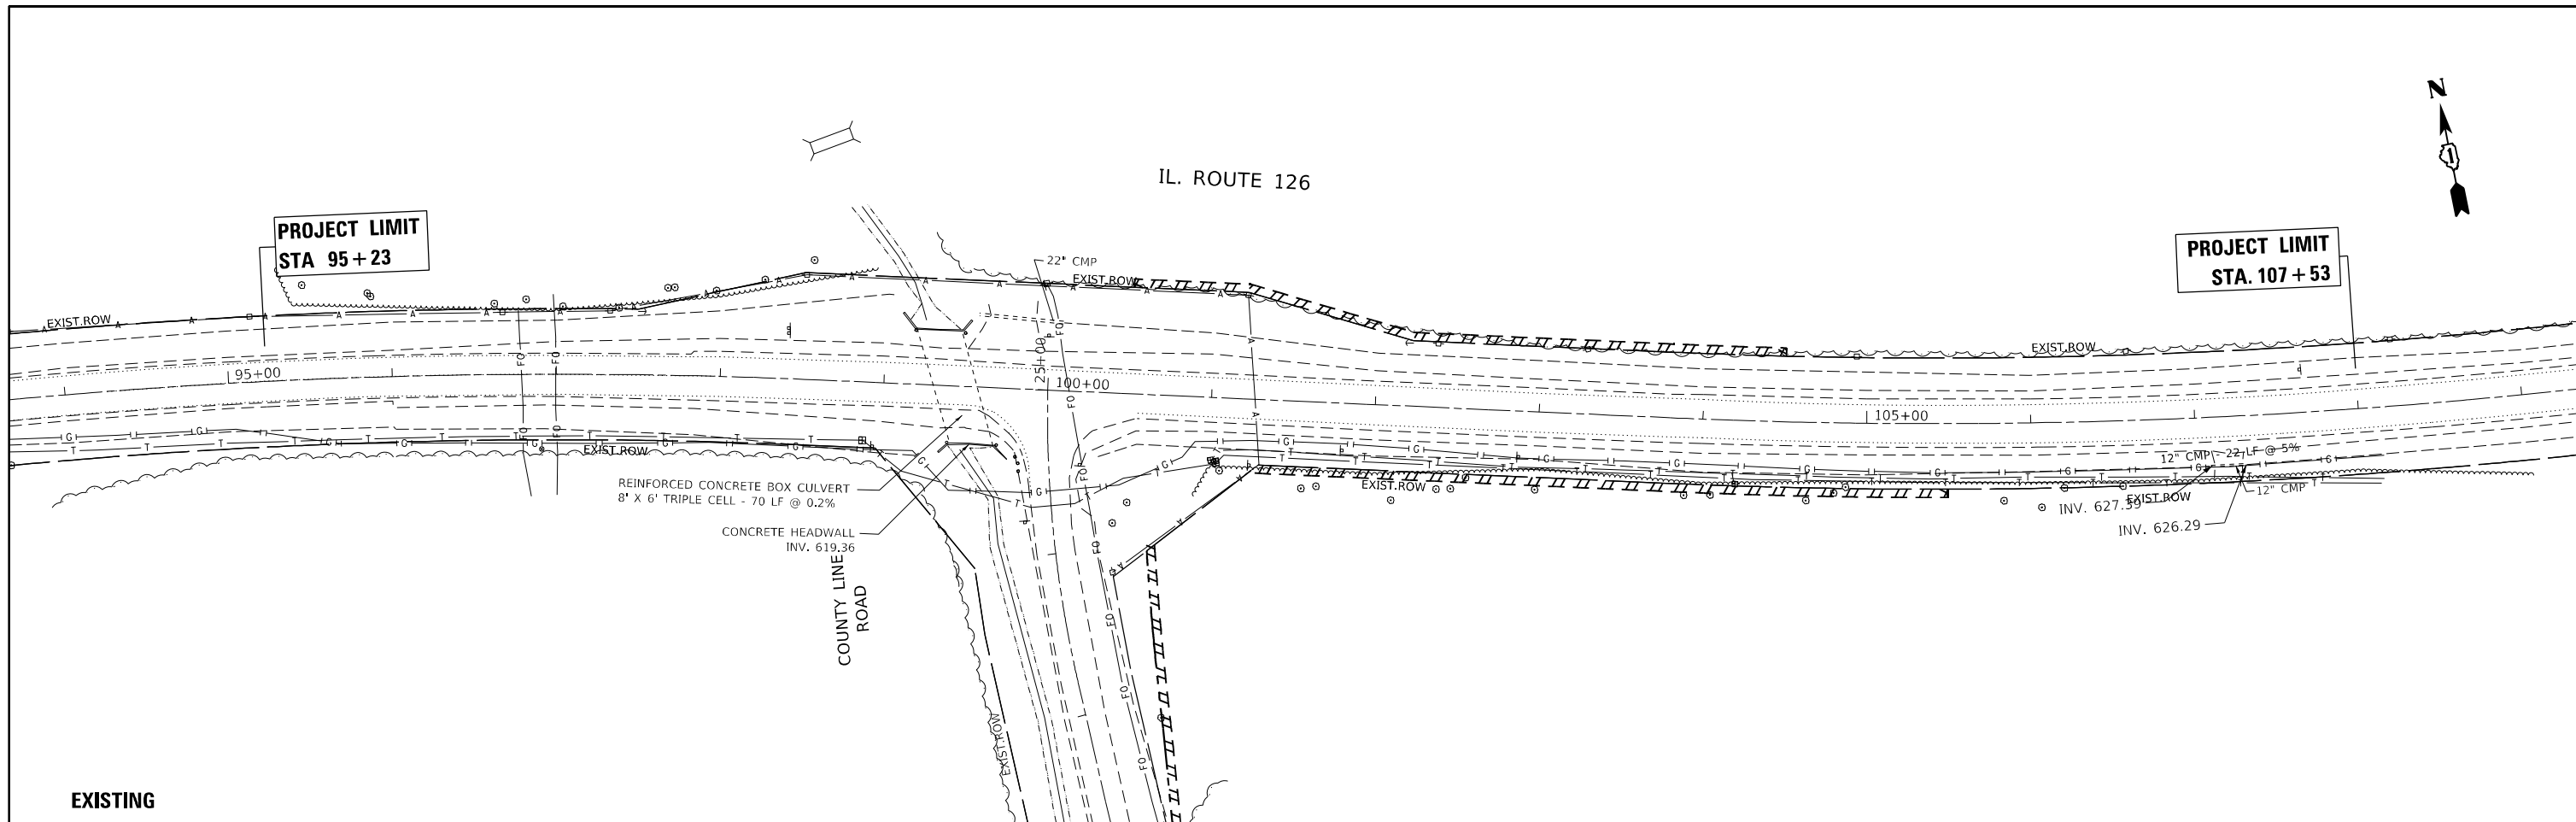 N
1
IL. ROUTE 126
PROJECT LIMIT
STA 95+23
PROJECT LIMIT
STA. 107+53
22" CMP
EXIST.ROW
EXIST.ROW
EXIST.ROW
95+00
25+00
100+00
105+00
EXIST.ROW
EXIST.ROW
EXIST.ROW
REINFORCED CONCRETE BOX CULVERT
8' X 6' TRIPLE CELL - 70 LF @ 0.2%
CONCRETE HEADWALL
INV. 619.36
12" CMP - 22 LF @ 5%
12" CMP
INV. 627.39
INV. 626.29
COUNTY LINE
ROAD
EXIST.ROW
EXISTING